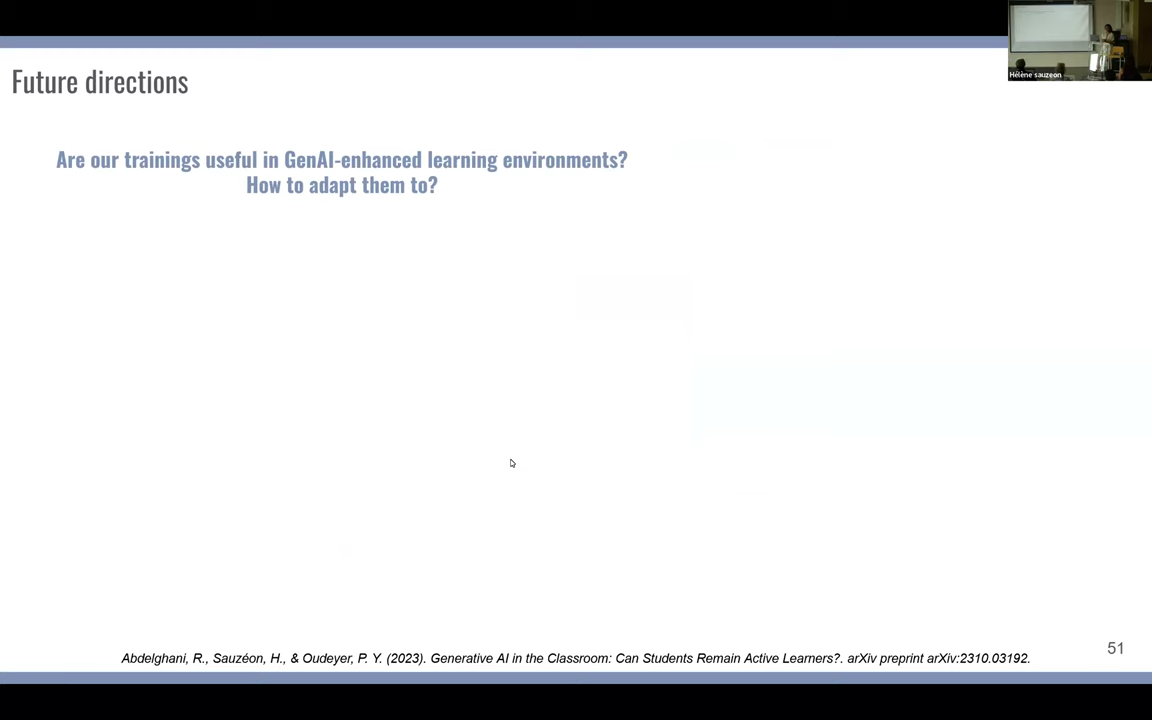 Hélène sauzeon
Future directions
Are our trainings useful in GenAI-enhanced learning environments?
How to adapt them to?
Abdelghani, R., Sauzéon, H., & Oudeyer, P. Y. (2023). Generative AI in the Classroom: Can Students Remain Active Learners?. arXiv preprint arXiv:2310.03192.
51